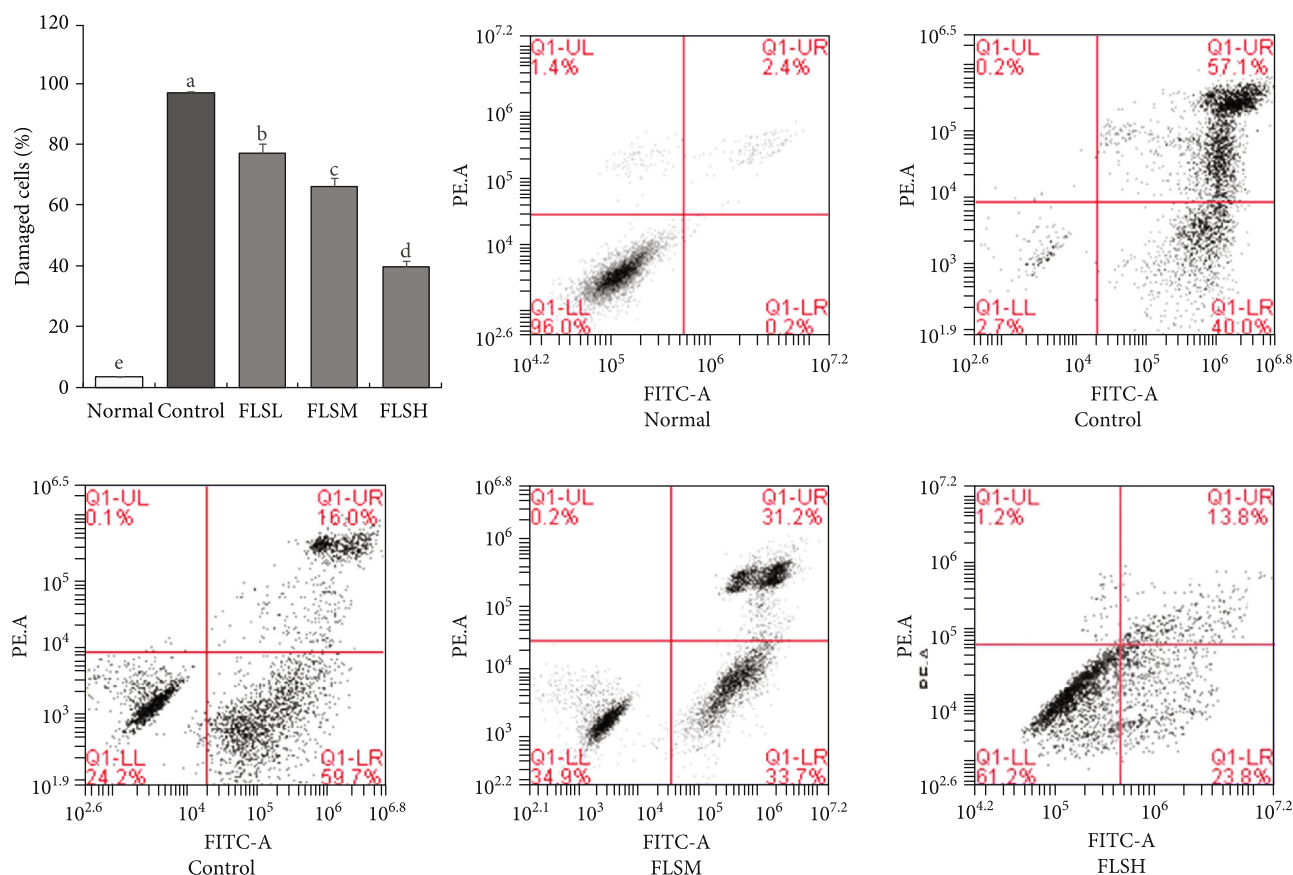 120
100
80
60
40
20
0
Damaged cells (%)
a
b
c
d
e
Normal Control FLSL FLSM FLSH
10^7.2
10^6
10^5
10^4
10^2.6
PE.A
Q1-UL Q1-UR
1.4% 2.4%
Q1-LL Q1-LR
96.0% 0.2%
10^4.2 10^5 10^6 10^7.2
FITC-A
Normal
10^6.5
10^5
10^4
10^3
10^1.9
PE.A
Q1-UL Q1-UR
0.2% 57.1%
Q1-LL Q1-LR
2.7% 40.0%
10^2.6 10^4 10^5 10^6 10^6.8
FITC-A
Control
10^6.5
10^5
10^4
10^3
10^1.9
PE.A
Q1-UL Q1-UR
0.1% 16.0%
Q1-LL Q1-LR
24.2% 59.7%
10^2.6 10^4 10^5 10^6 10^6.8
FITC-A
Control
10^6.8
10^6
10^5
10^4
10^3
10^2.2
PE.A
Q1-UL Q1-UR
0.2% 31.2%
Q1-LL Q1-LR
34.9% 33.7%
10^2.1 10^3 10^4 10^5 10^6 10^7.2
FITC-A
FLSM
10^7.2
10^6
10^5
10^4
10^2.6
PE.A
Q1-UL Q1-UR
1.2% 13.8%
Q1-LL Q1-LR
61.2% 23.8%
10^4.2 10^5 10^6 10^7.2
FITC-A
FLSH